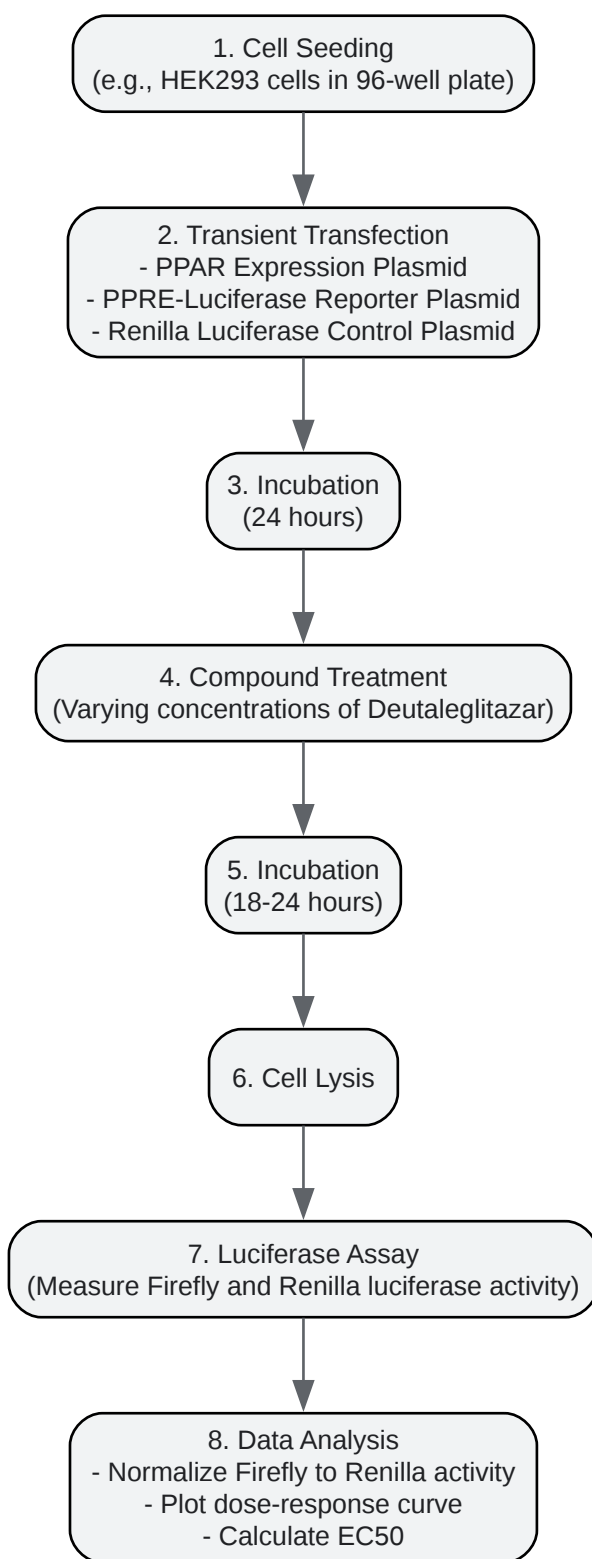 1. Cell Seeding
(e.g., HEK293 cells in 96-well plate)
2. Transient Transfection
- PPAR Expression Plasmid
- PPRE-Luciferase Reporter Plasmid
- Renilla Luciferase Control Plasmid
3. Incubation
(24 hours)
4. Compound Treatment
(Varying concentrations of Deutaleglitazar)
5. Incubation
(18-24 hours)
6. Cell Lysis
7. Luciferase Assay
(Measure Firefly and Renilla luciferase activity)
8. Data Analysis
- Normalize Firefly to Renilla activity
- Plot dose-response curve
- Calculate EC50